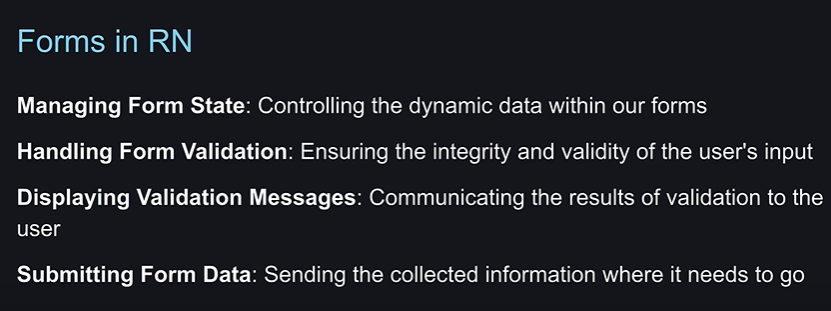 Forms in RN
Managing Form State: Controlling the dynamic data within our forms
Handling Form Validation: Ensuring the integrity and validity of the user's input
Displaying Validation Messages: Communicating the results of validation to the
user
Submitting Form Data: Sending the collected information where it needs to go